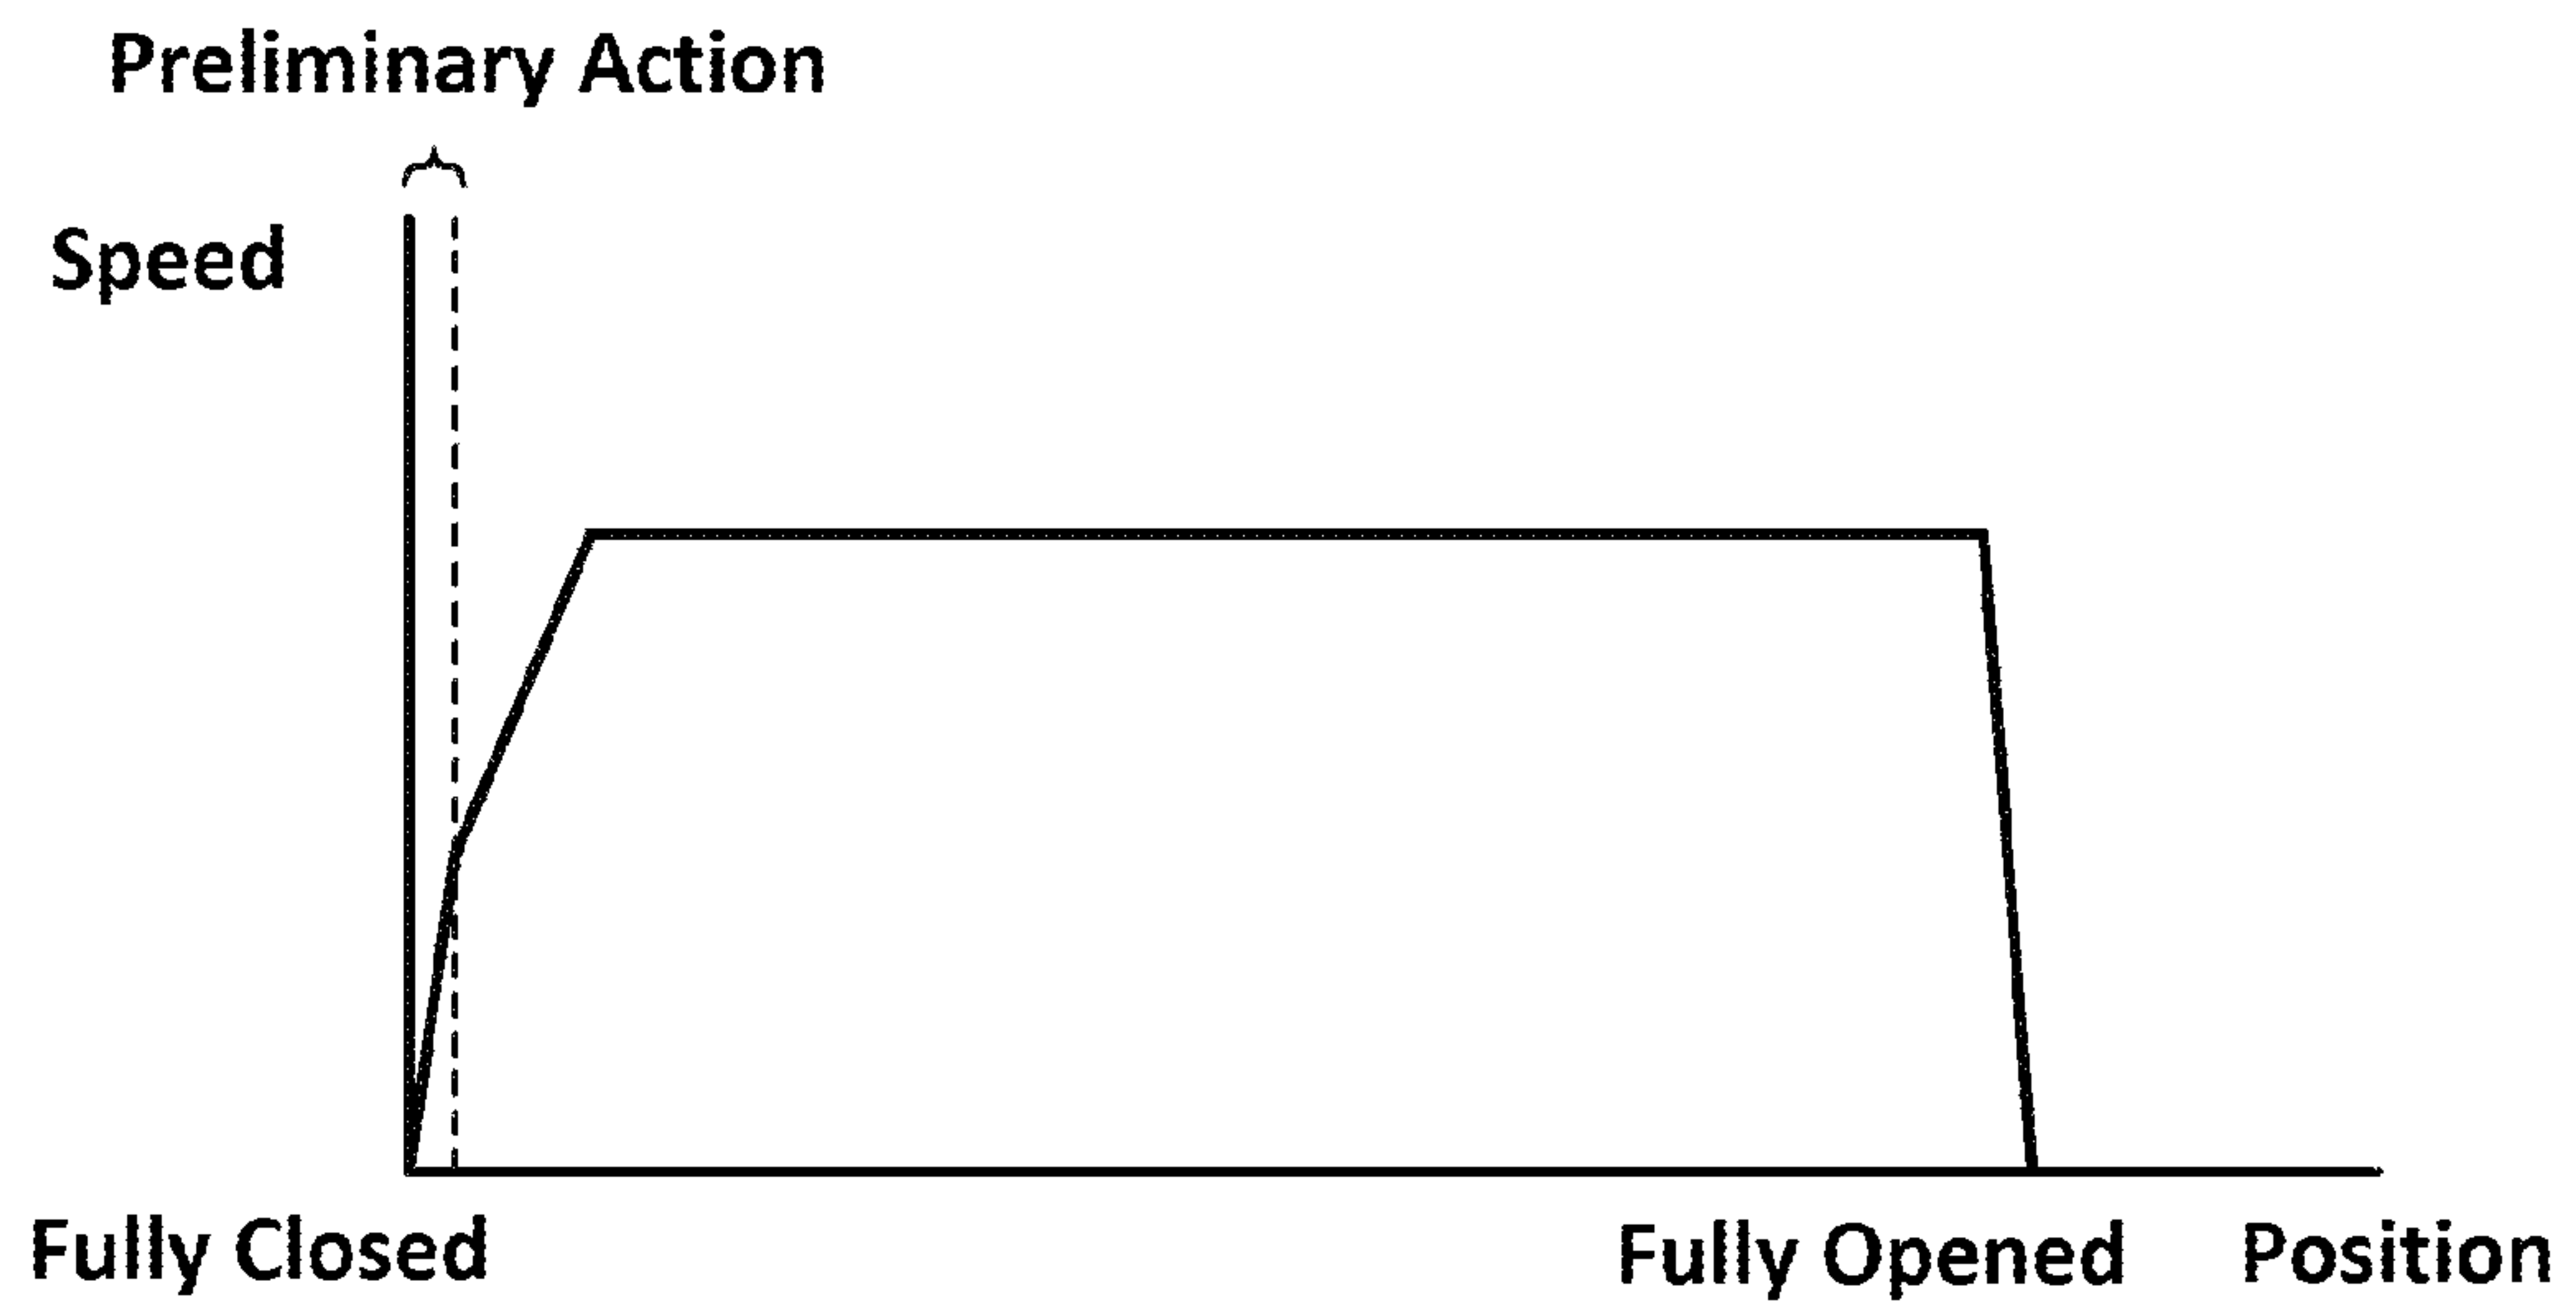 Preliminary Action
Speed
Fully Closed
Fully Opened
Position